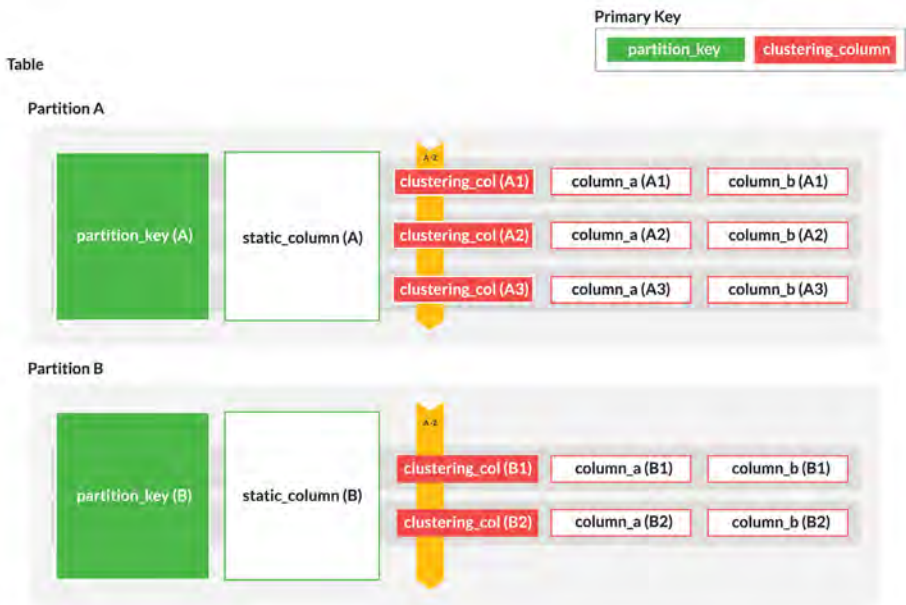 Primary Key
partition_key clustering_column
Table
Partition A
A-Z
clustering_col (A1) column_a (A1) column_b (A1)
partition_key (A) static_column (A) clustering_col (A2) column_a (A2) column_b (A2)
clustering_col (A3) column_a (A3) column_b (A3)
Partition B
A-Z
clustering_col (B1) column_a (B1) column_b (B1)
partition_key (B) static_column (B)
clustering_col (B2) column_a (B2) column_b (B2)